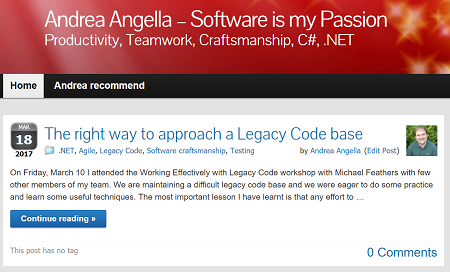 Andrea Angella – Software is my Passion
Productivity, Teamwork, Craftsmanship, C#, .NET
Home Andrea recommend
MAR
18
2017
The right way to approach a Legacy Code base
.NET, Agile, Legacy Code, Software craftsmanship, Testing by Andrea Angella (Edit Post)
On Friday, March 10 I attended the Working Effectively with Legacy Code workshop with Michael Feathers with few
other members of my team. We are maintaining a difficult legacy code base and we were eager to do some practice
and learn some useful techniques. The most important lesson I have learnt is that any effort to …
Continue reading »
This post has no tag 0 Comments